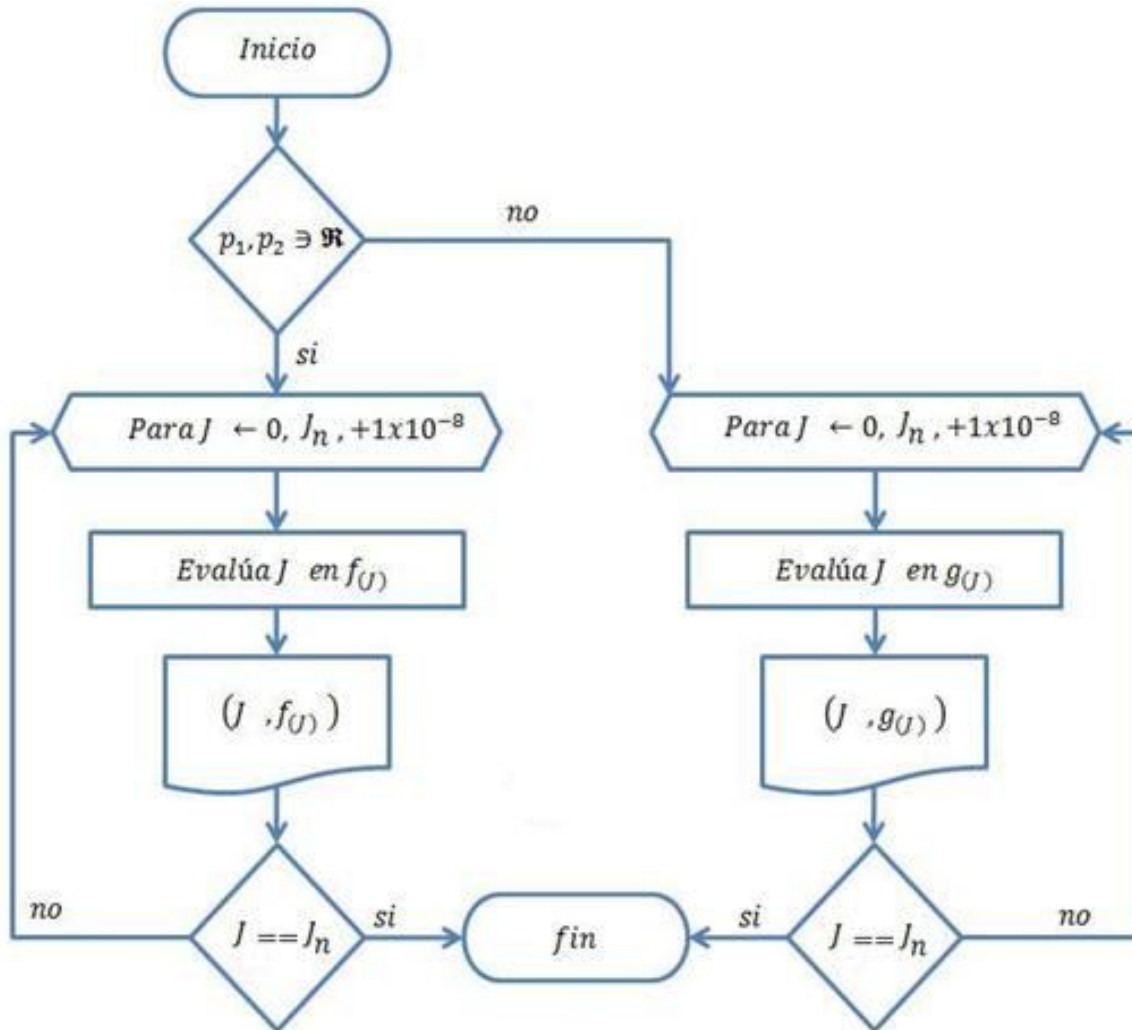 Inicio
p₁, p₂ ∋ ℜ
no
si
Para J ← 0, Jₙ , +1x10⁻⁸
Para J ← 0, Jₙ , +1x10⁻⁸
Evalúa J en f₍J₎
Evalúa J en g₍J₎
(J , f₍J₎ )
(J , g₍J₎ )
no
J == Jₙ
si
fin
si
J == Jₙ
no